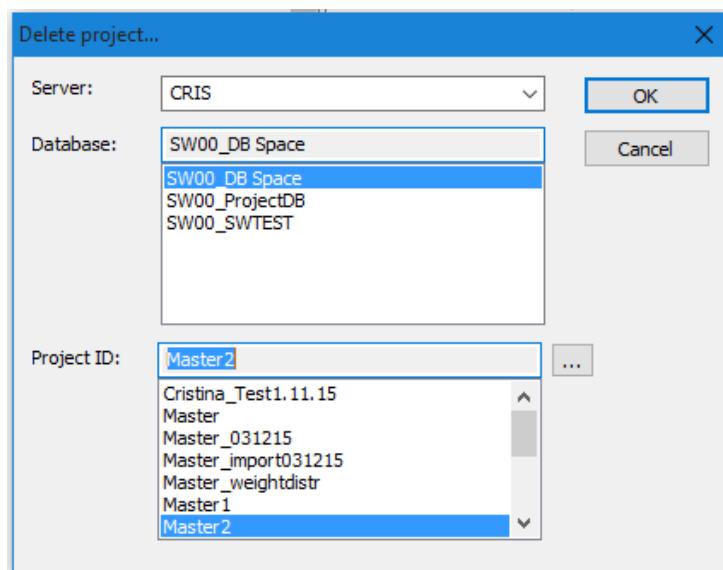 Delete project...
Server:
CRIS
OK
Database:
SW00_DB Space
Cancel
SW00_DB Space
SW00_ProjectDB
SW00_SWTEST
Project ID:
Master2
...
Cristina_Test1.11.15
Master
Master_031215
Master_import031215
Master_weightdistr
Master1
Master2